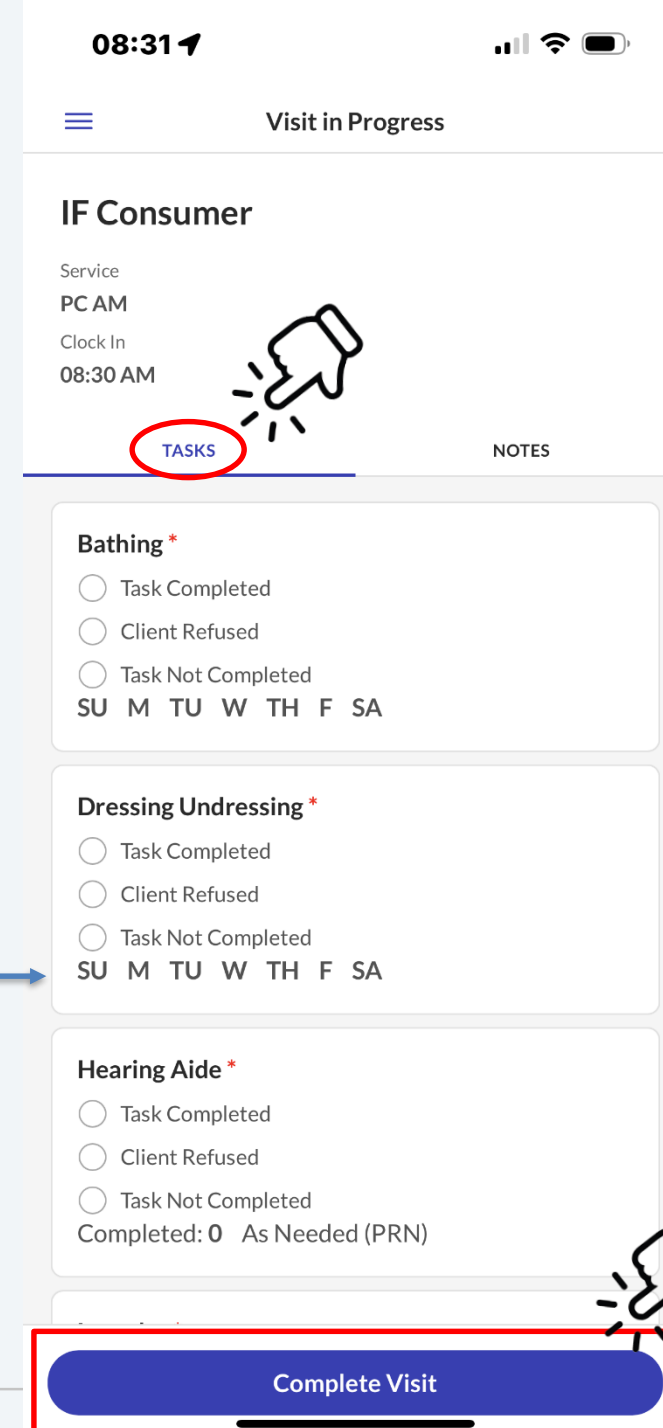 08:31
Visit in Progress
IF Consumer
Service
PC AM
Clock In
08:30 AM
TASKS NOTES
Bathing *
Task Completed
Client Refused
Task Not Completed
SU M TU W TH F SA
Dressing Undressing *
Task Completed
Client Refused
Task Not Completed
SU M TU W TH F SA
Hearing Aide *
Task Completed
Client Refused
Task Not Completed
Completed: 0 As Needed (PRN)
Complete Visit